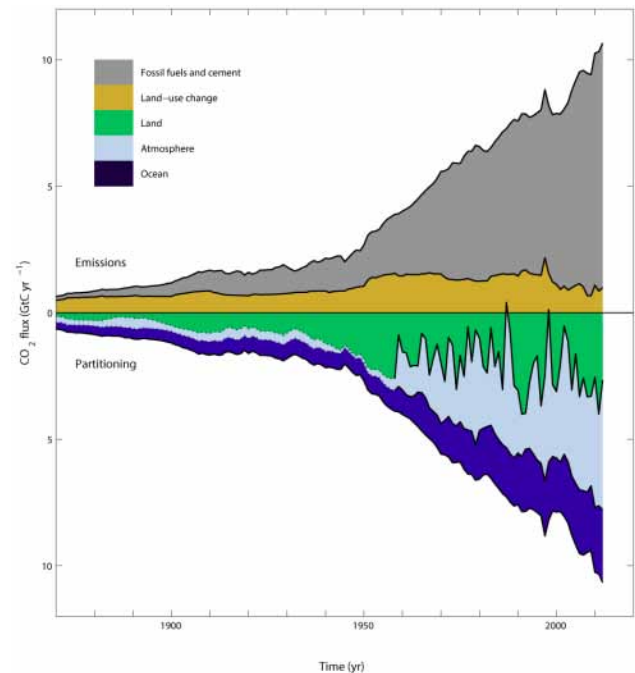 10
Fossil fuels and cement
Land-use change
Land
Atmosphere
Ocean
5
Emissions
0
Partitioning
5
10
CO2 flux (GtC yr −1)
1900
1950
2000
Time (yr)